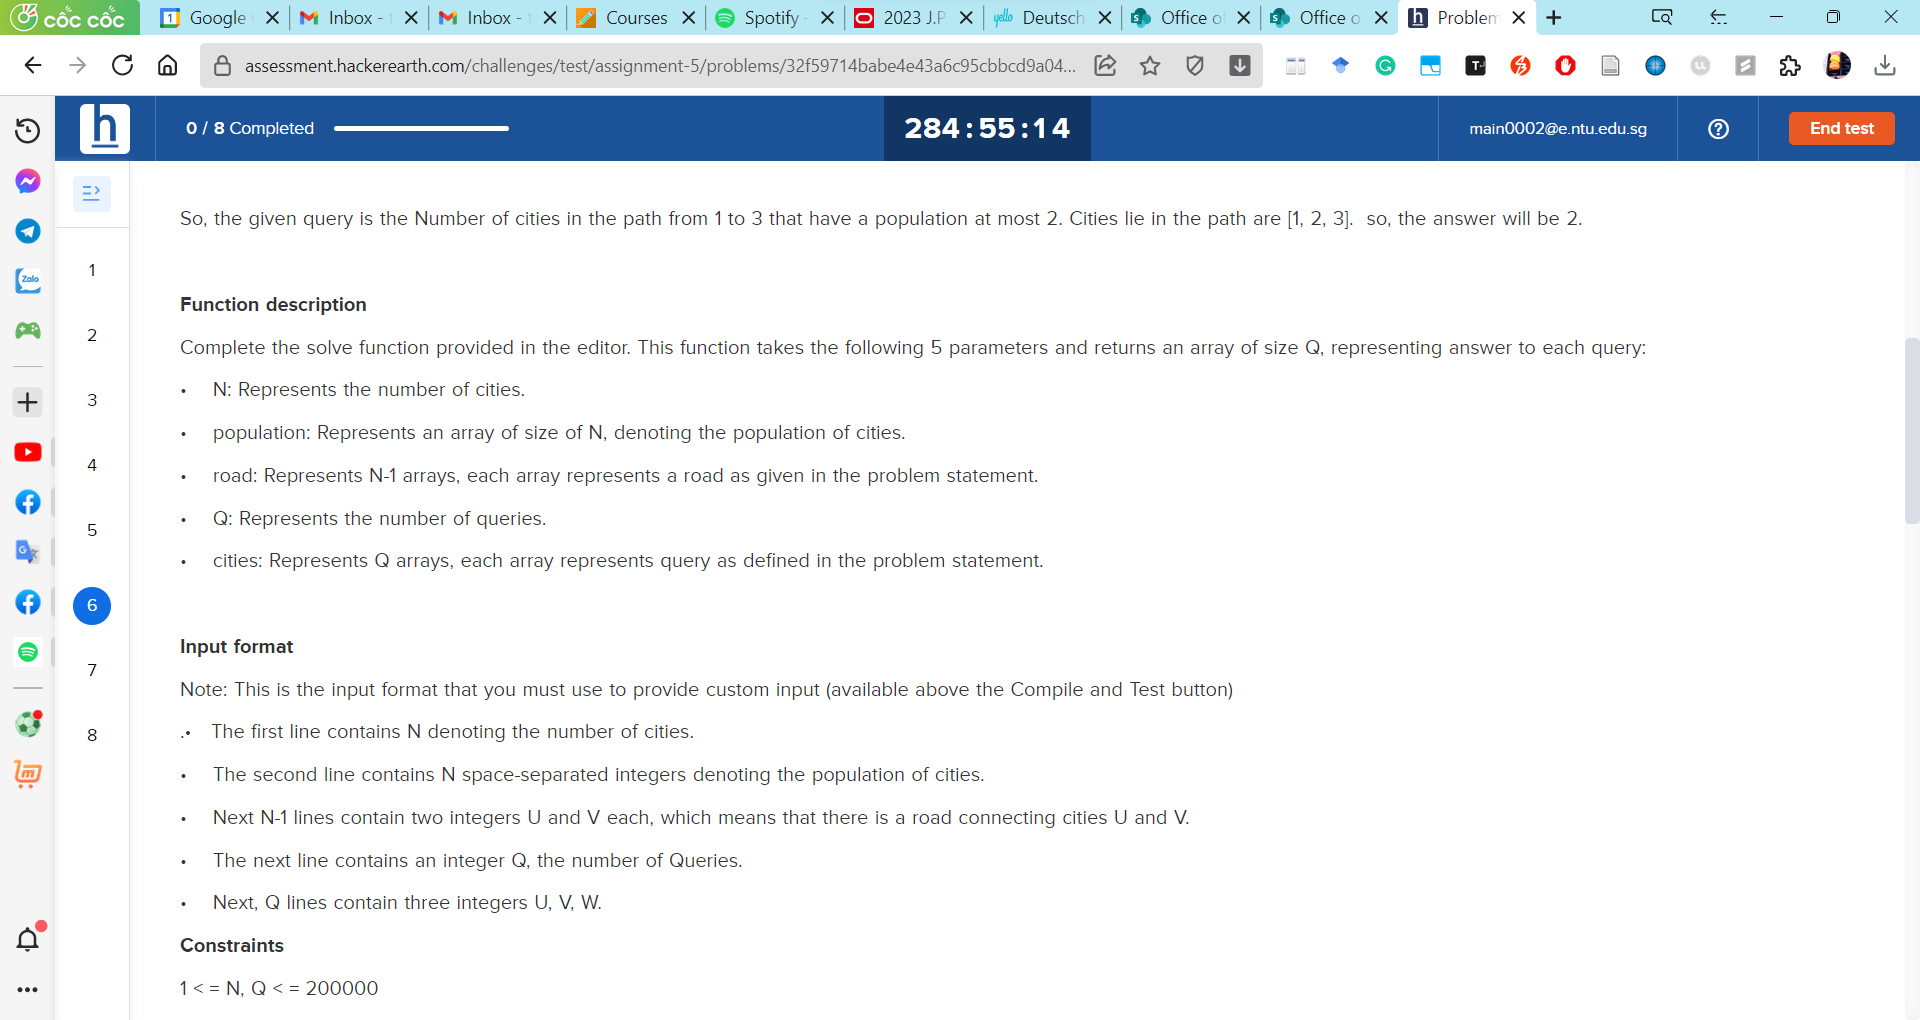 cốc cốc
Google
Inbox -
Inbox -
Courses
Spotify -
2023 J.P
yello Deutsch
Office o
Office o
Problem
assessment.hackerearth.com/challenges/test/assignment-5/problems/32f59714babe4e43a6c95cbbcd9a04...
0 / 8 Completed
284:55:14
main0002@e.ntu.edu.sg
End test
So, the given query is the Number of cities in the path from 1 to 3 that have a population at most 2. Cities lie in the path are [1, 2, 3].  so, the answer will be 2.
1
2
3
4
5
6
7
8
Function description
Complete the solve function provided in the editor. This function takes the following 5 parameters and returns an array of size Q, representing answer to each query:
• N: Represents the number of cities.
• population: Represents an array of size of N, denoting the population of cities.
• road: Represents N-1 arrays, each array represents a road as given in the problem statement.
• Q: Represents the number of queries.
• cities: Represents Q arrays, each array represents query as defined in the problem statement.
Input format
Note: This is the input format that you must use to provide custom input (available above the Compile and Test button)
.• The first line contains N denoting the number of cities.
• The second line contains N space-separated integers denoting the population of cities.
• Next N-1 lines contain two integers U and V each, which means that there is a road connecting cities U and V.
• The next line contains an integer Q, the number of Queries.
• Next, Q lines contain three integers U, V, W.
Constraints
1 < = N, Q < = 200000
Zalo